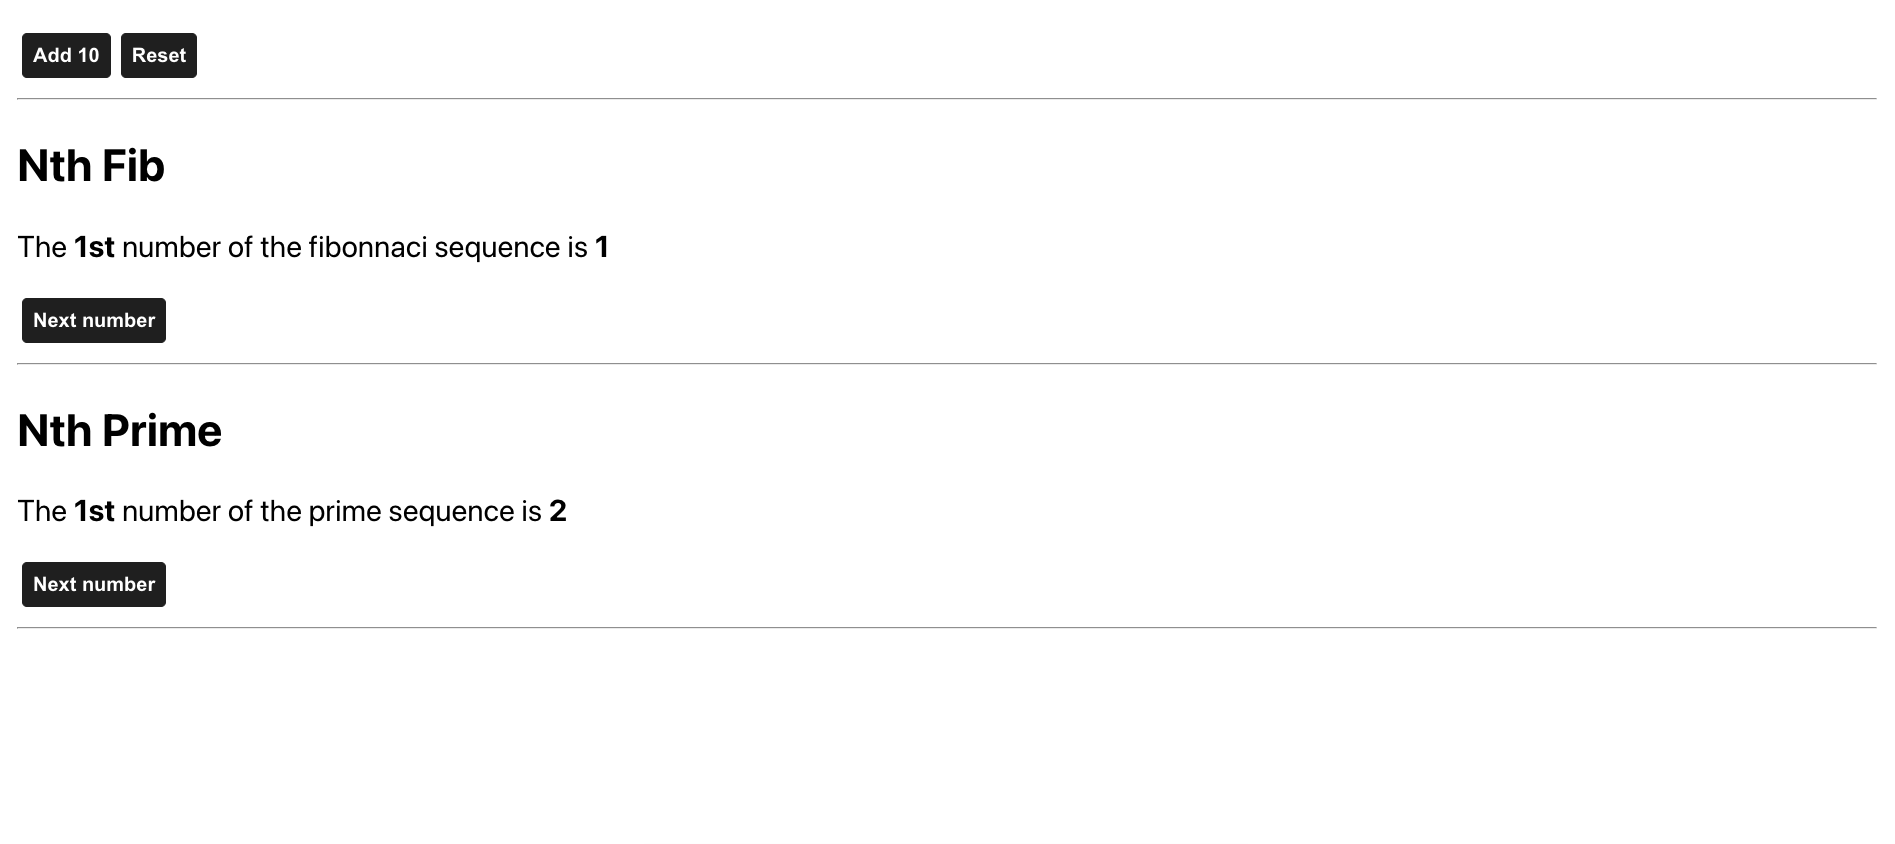 Add 10 Reset
Nth Fib
The 1st number of the fibonnaci sequence is 1
Next number
Nth Prime
The 1st number of the prime sequence is 2
Next number